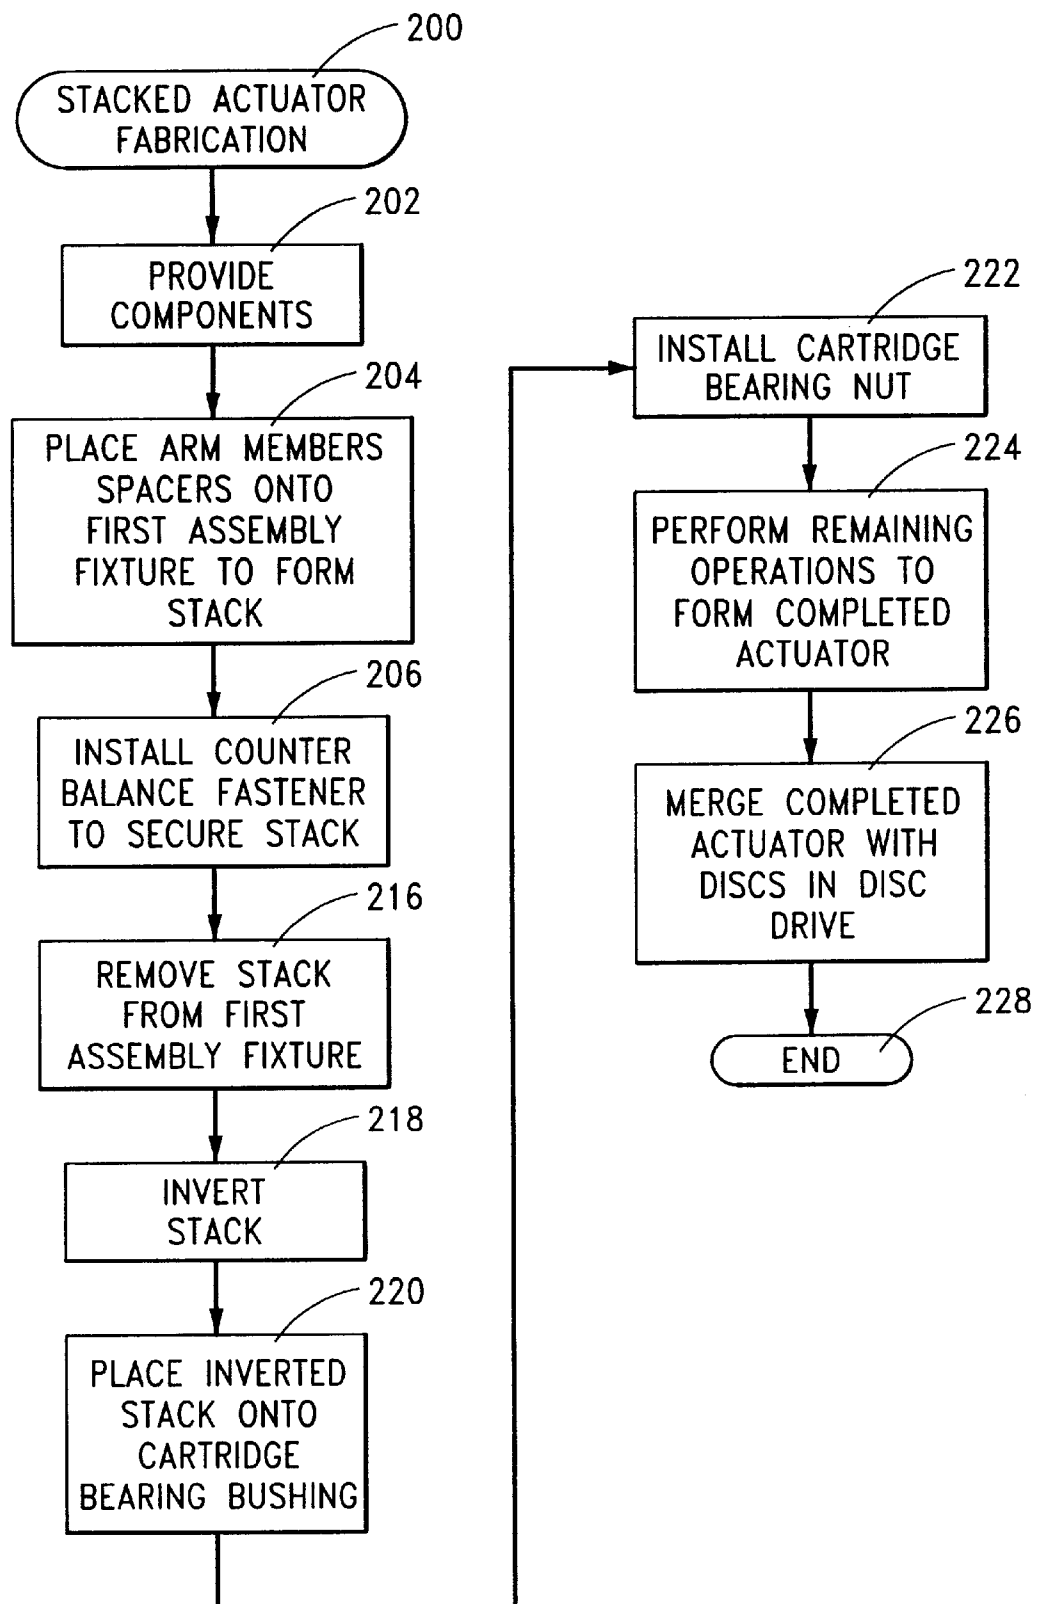 200
STACKED ACTUATOR
FABRICATION
202
PROVIDE
COMPONENTS
204
PLACE ARM MEMBERS
SPACERS ONTO
FIRST ASSEMBLY
FIXTURE TO FORM
STACK
206
INSTALL COUNTER
BALANCE FASTENER
TO SECURE STACK
216
REMOVE STACK
FROM FIRST
ASSEMBLY FIXTURE
218
INVERT
STACK
220
PLACE INVERTED
STACK ONTO
CARTRIDGE
BEARING BUSHING
222
INSTALL CARTRIDGE
BEARING NUT
224
PERFORM REMAINING
OPERATIONS TO
FORM COMPLETED
ACTUATOR
226
MERGE COMPLETED
ACTUATOR WITH
DISCS IN DISC
DRIVE
228
END